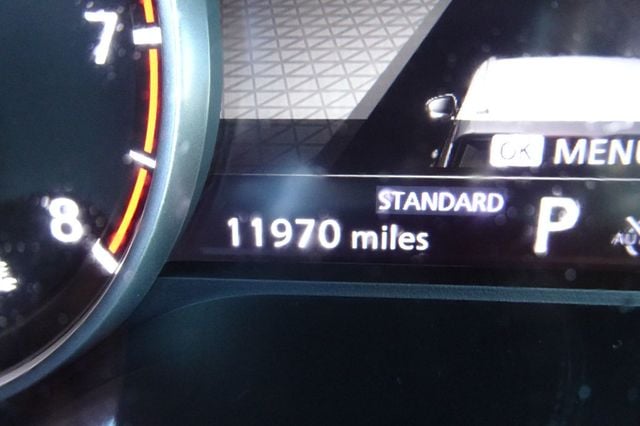 7
8
OK MENU
STANDARD
11970 miles P